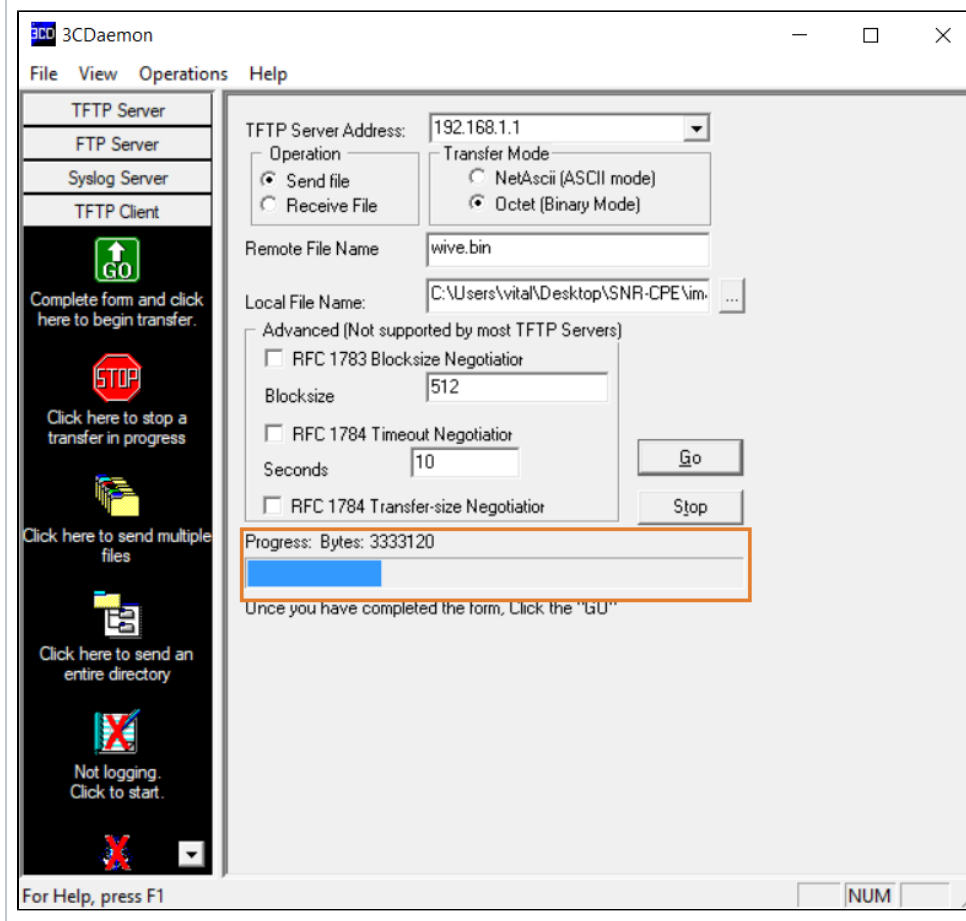 3CD 3CDaemon
File View Operations Help
TFTP Server
FTP Server
Syslog Server
TFTP Client
GO
Complete form and click
here to begin transfer.
STOP
Click here to stop a
transfer in progress
Click here to send multiple
files
Click here to send an
entire directory
Not logging.
Click to start.
TFTP Server Address: 192.168.1.1
Operation
Send file
Receive File
Transfer Mode
NetAscii (ASCII mode)
Octet (Binary Mode)
Remote File Name wive.bin
Local File Name: C:\Users\vital\Desktop\SNR-CPE\im. ...
Advanced (Not supported by most TFTP Servers)
RFC 1783 Blocksize Negotiatior
Blocksize 512
RFC 1784 Timeout Negotiatior
Seconds 10
RFC 1784 Transfer-size Negotiatior
Go
Stop
Progress: Bytes: 3333120
Once you have completed the form, Click the "GO"
For Help, press F1
NUM